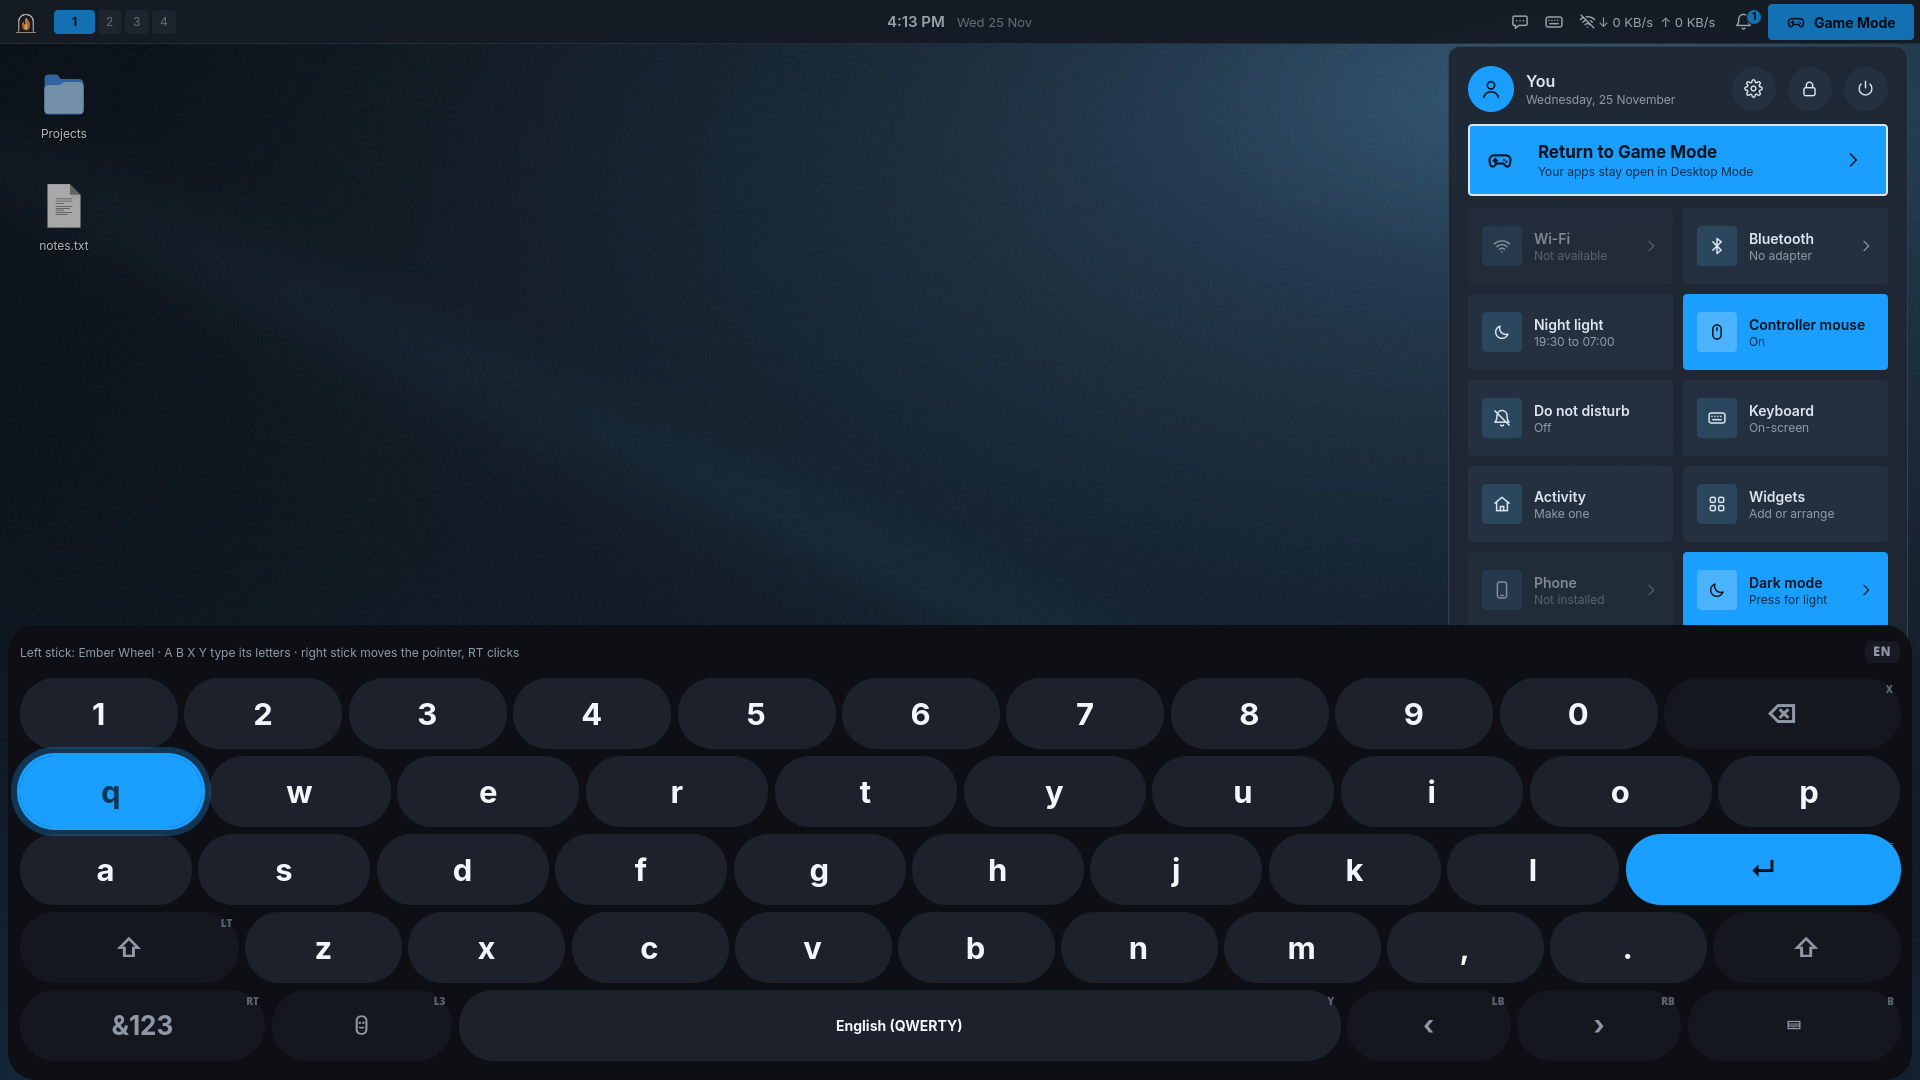 1 2 3 4
4:13 PM Wed 25 Nov
↓ 0 KB/s ↑ 0 KB/s
1
Game Mode
Projects
notes.txt
You
Wednesday, 25 November
Return to Game Mode
Your apps stay open in Desktop Mode
Wi-Fi
Not available
Bluetooth
No adapter
Night light
19:30 to 07:00
Controller mouse
On
Do not disturb
Off
Keyboard
On-screen
Activity
Make one
Widgets
Add or arrange
Phone
Not installed
Dark mode
Press for light
Left stick: Ember Wheel · A B X Y type its letters · right stick moves the pointer, RT clicks
EN
1 2 3 4 5 6 7 8 9 0 X
q w e r t y u i o p
a s d f g h j k l
LT z x c v b n m , .
&123 RT L3 English (QWERTY) Y ‹ LB › RB B